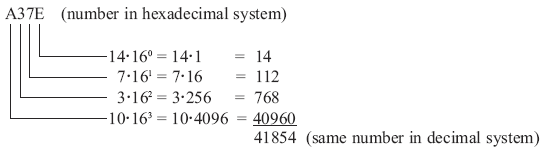 A37E (number in hexadecimal system)
14·16⁰ = 14·1 = 14
7·16¹ = 7·16 = 112
3·16² = 3·256 = 768
10·16³ = 10·4096 = 40960
41854 (same number in decimal system)